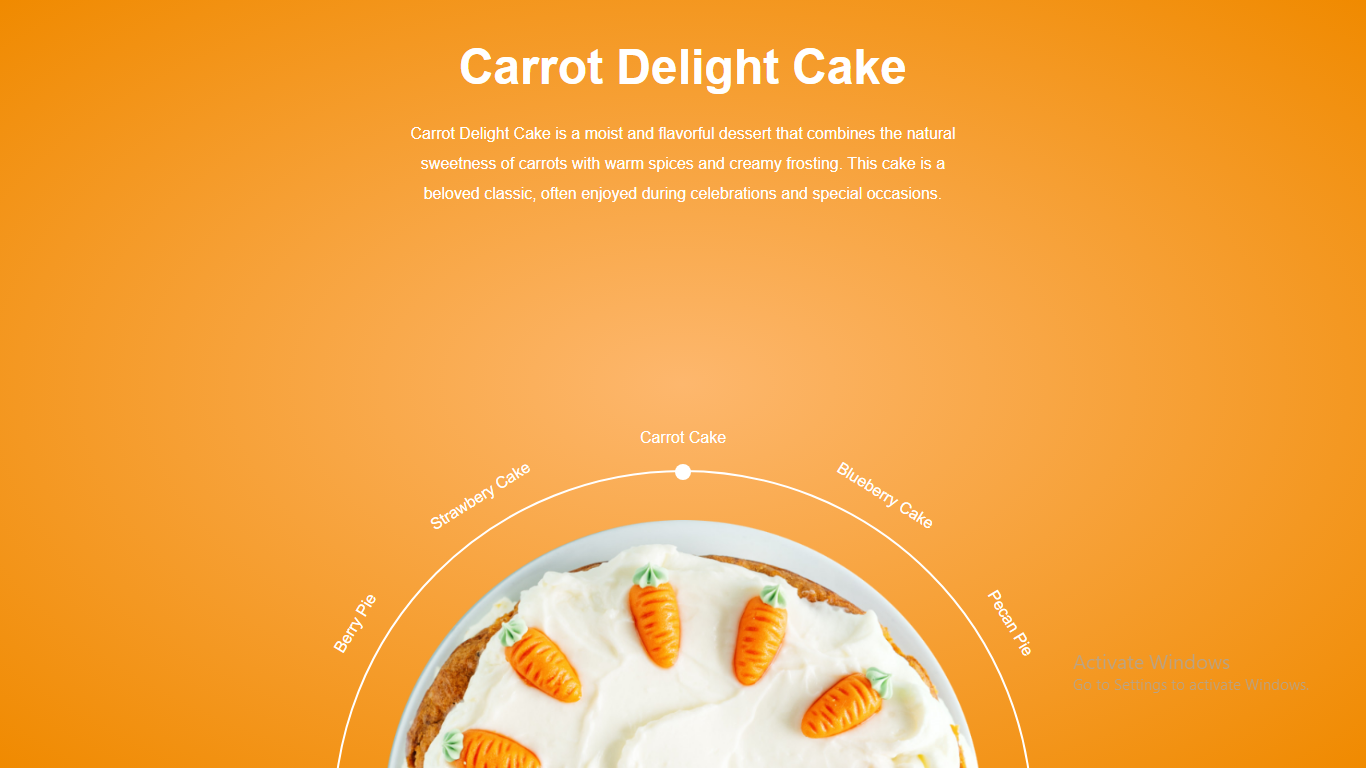 Carrot Delight Cake
Carrot Delight Cake is a moist and flavorful dessert that combines the natural
sweetness of carrots with warm spices and creamy frosting. This cake is a
beloved classic, often enjoyed during celebrations and special occasions.
Carrot Cake
Strawbery Cake
Blueberry Cake
Berry Pie
Pecan Pie
Activate Windows
Go to Settings to activate Windows.